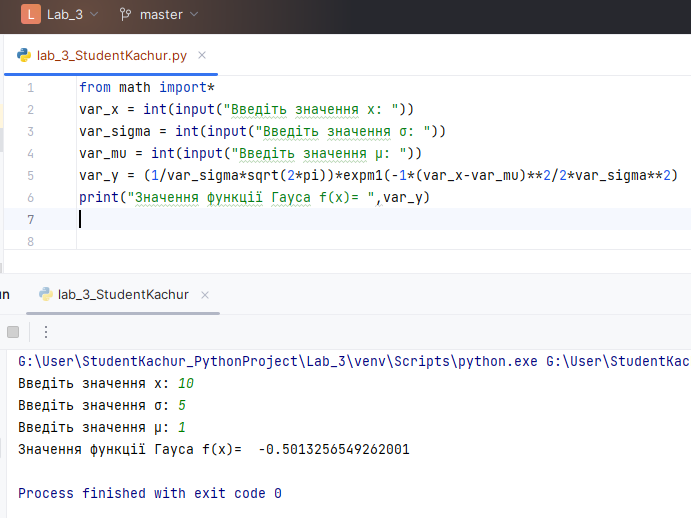 L Lab_3 master
lab_3_StudentKachur.py
1 from math import*
2 var_x = int(input("Введіть значення x: "))
3 var_sigma = int(input("Введіть значення σ: "))
4 var_mu = int(input("Введіть значення μ: "))
5 var_y = (1/var_sigma*sqrt(2*pi))*expm1(-1*(var_x-var_mu)**2/2*var_sigma**2)
6 print("Значення функції Гауса f(x)= ",var_y)
7
8
un lab_3_StudentKachur
G:\User\StudentKachur_PythonProject\Lab_3\venv\Scripts\python.exe G:\User\StudentKac
Введіть значення x: 10
Введіть значення σ: 5
Введіть значення μ: 1
Значення функції Гауса f(x)=  -0.5013256549262001
Process finished with exit code 0